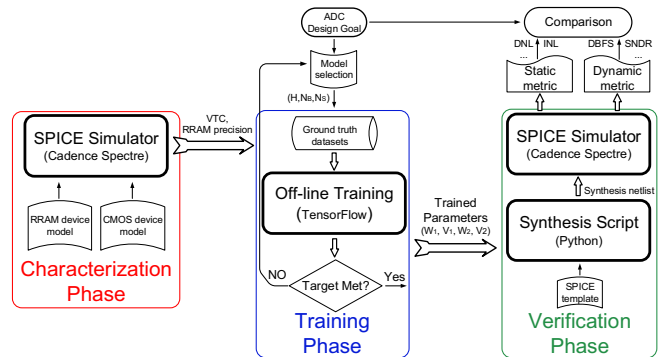 ADC
Design Goal
Model
selection
(H,NB,NS)
Comparison
DNL
INL
DBFS
SNDR
...
...
Static
metric
Dynamic
metric
SPICE Simulator
(Cadence Spectre)
RRAM device
model
CMOS device
model
Characterization
Phase
VTC,
RRAM precision
Ground truth
datasets
Off-line Training
(TensorFlow)
NO
Target Met?
Yes
Training
Phase
Trained
Parameters
(W1, V1, W2, V2)
SPICE Simulator
(Cadence Spectre)
Synthesis netlist
Synthesis Script
(Python)
SPICE
template
Verification
Phase